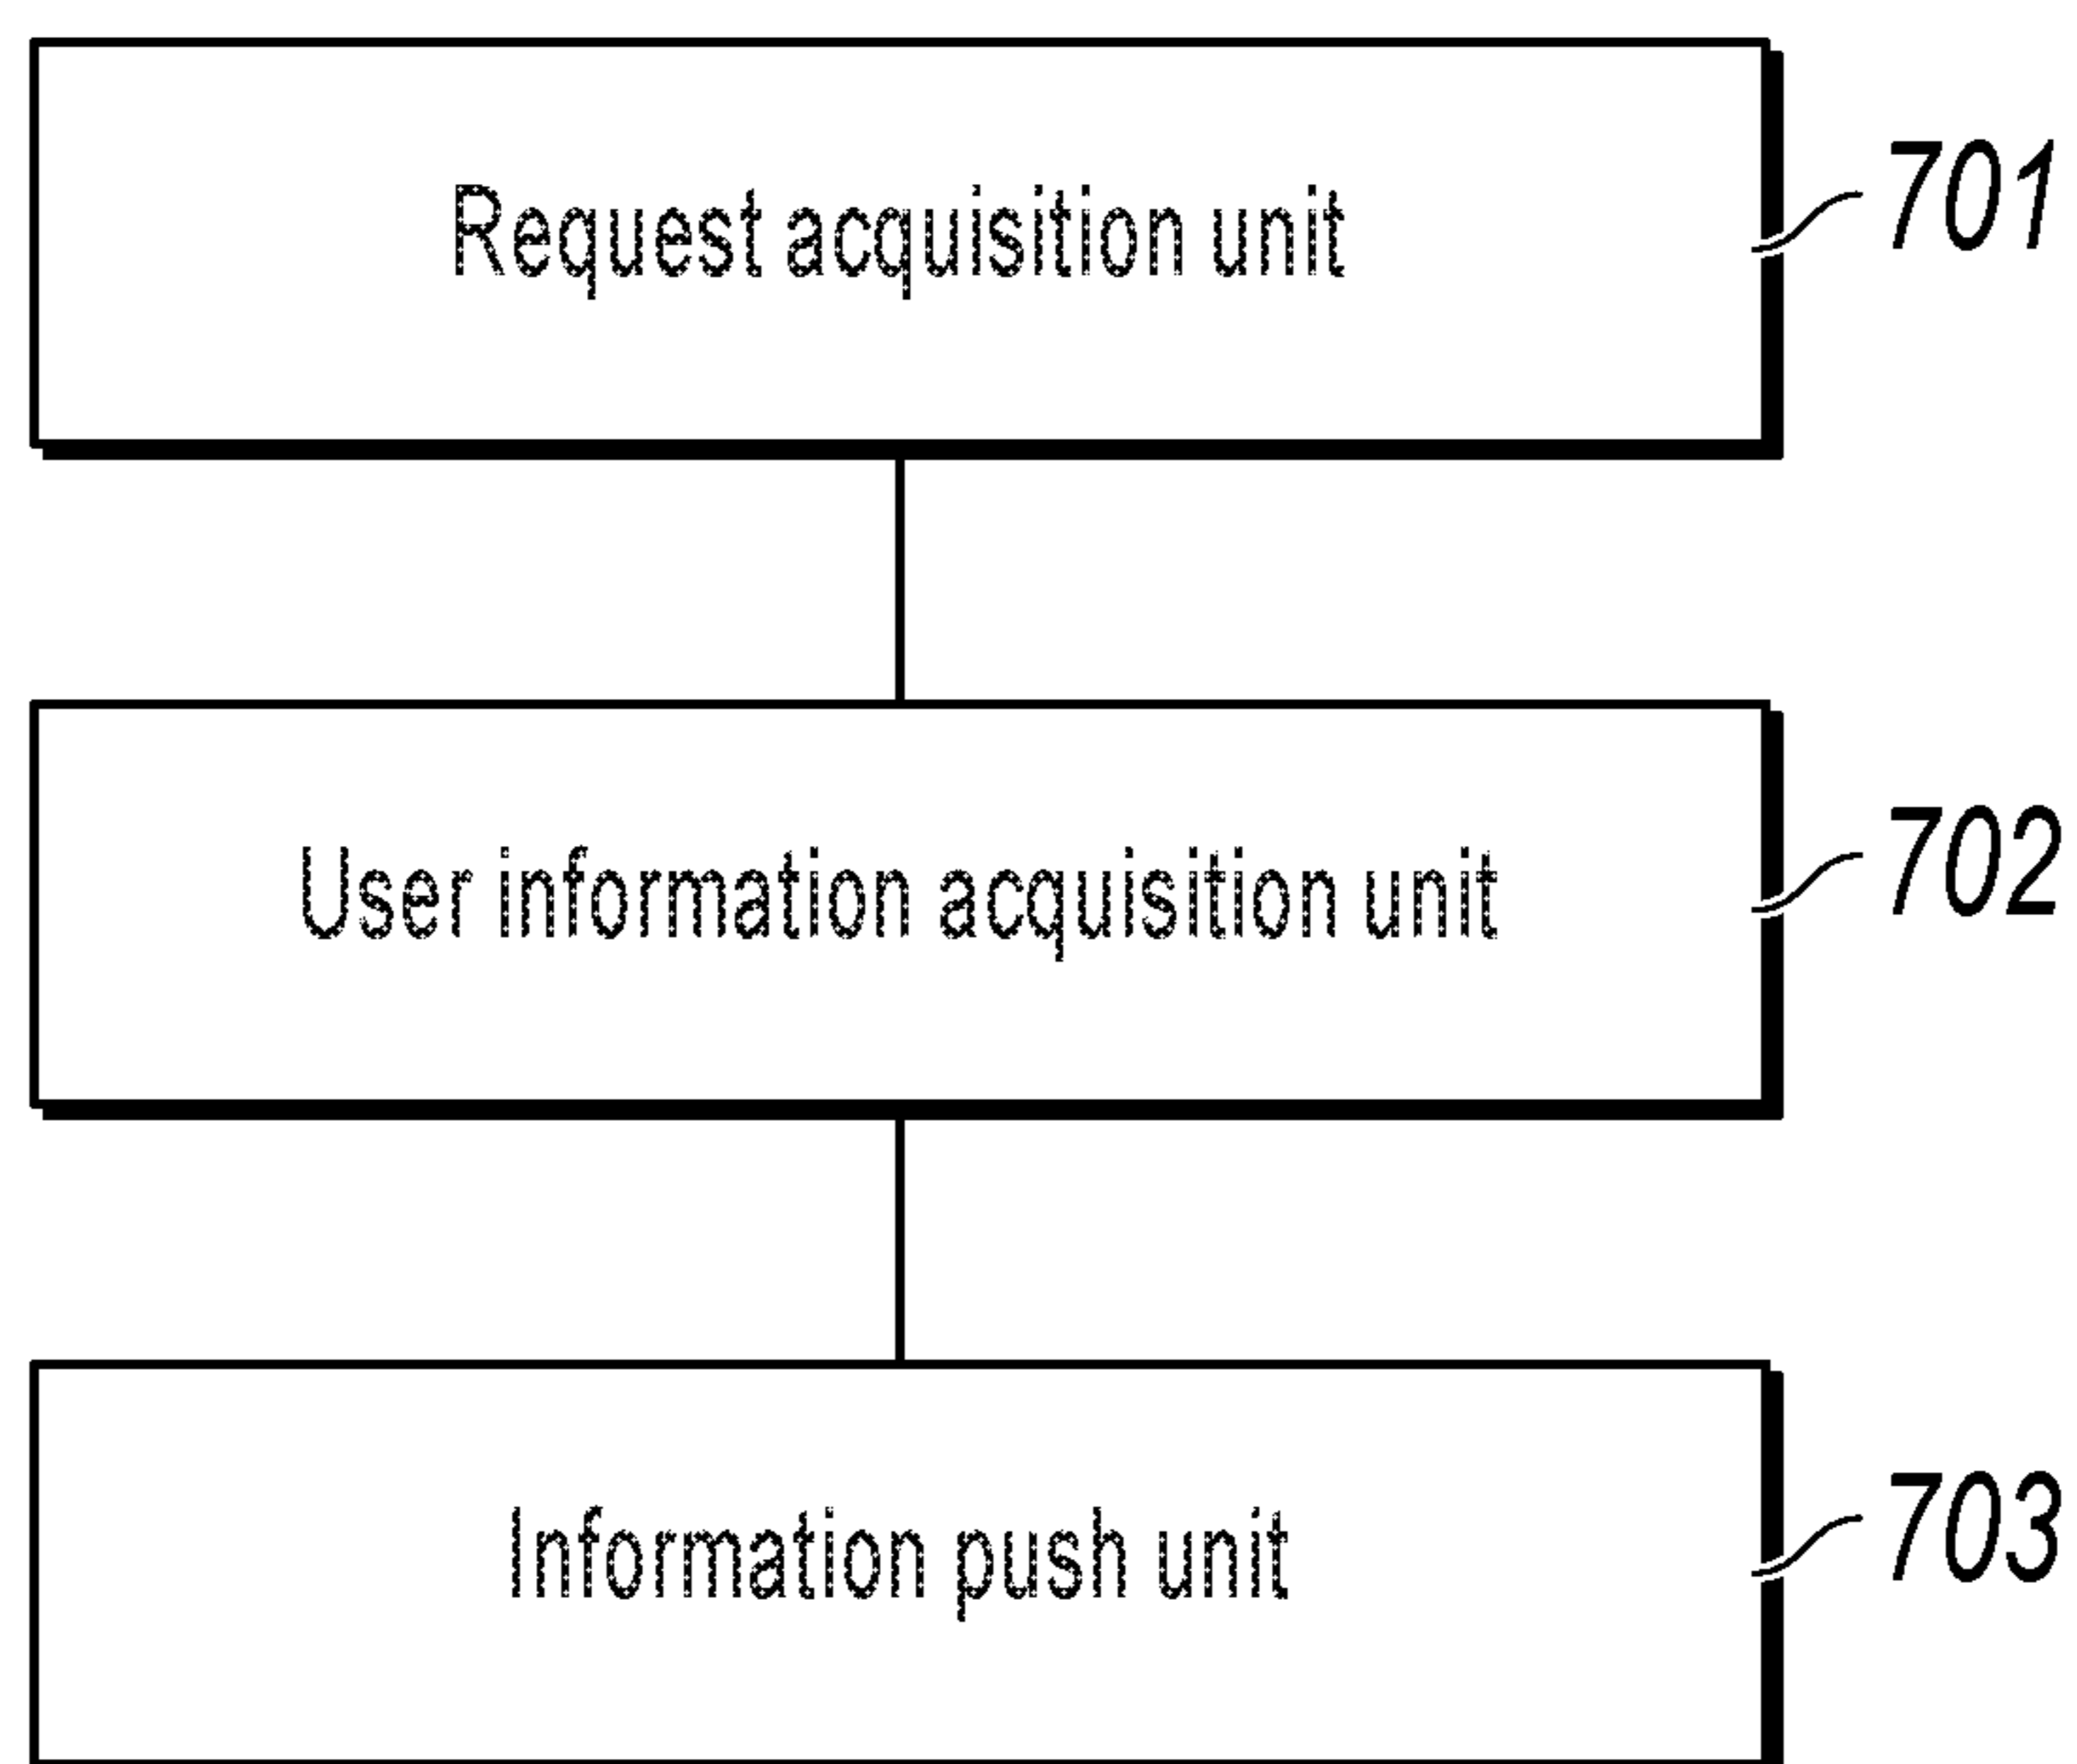 Request acquisition unit
701
User information acquisition unit
702
Information push unit
703